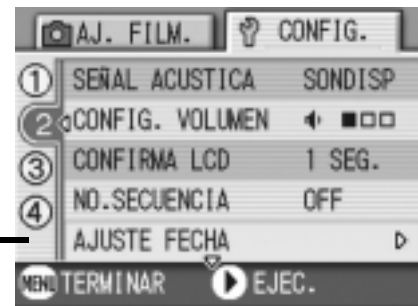 AJ. FILM. CONFIG.
1 SEÑAL ACUSTICA SONDISP
2 CONFIG. VOLUMEN
3 CONFIRMA LCD 1 SEG.
4 NO.SECUENCIA OFF
AJUSTE FECHA
MENU TERMINAR EJEC.